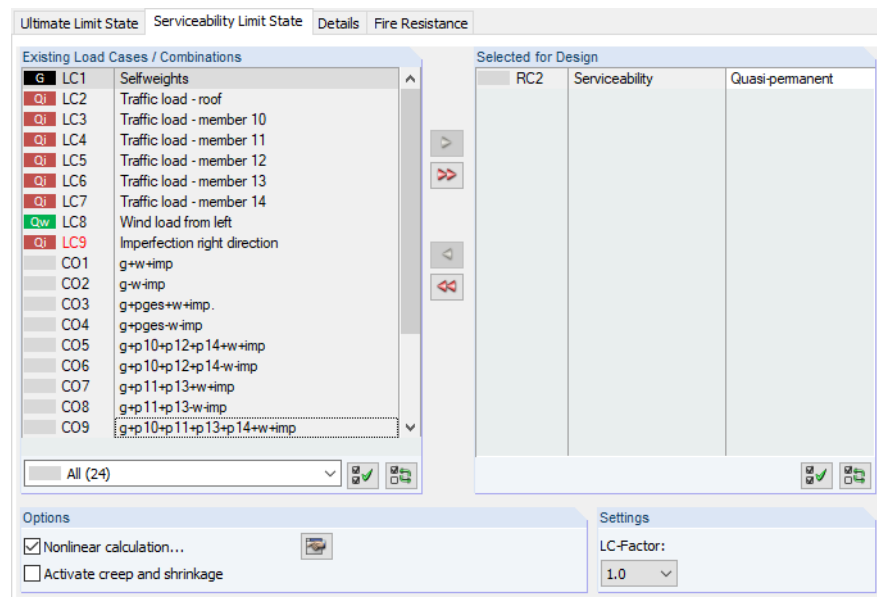 Ultimate Limit State Serviceability Limit State Details Fire Resistance
Existing Load Cases / Combinations
Selected for Design
G LC1 Selfweights
RC2 Serviceability Quasi-permanent
Qi LC2 Traffic load - roof
Qi LC3 Traffic load - member 10
Qi LC4 Traffic load - member 11
Qi LC5 Traffic load - member 12
Qi LC6 Traffic load - member 13
Qi LC7 Traffic load - member 14
Qw LC8 Wind load from left
Qi LC9 Imperfection right direction
CO1 g+w+imp
CO2 g-w-imp
CO3 g+pges+w+imp.
CO4 g+pges-w-imp
CO5 g+p10+p12+p14+w+imp
CO6 g+p10+p12+p14-w-imp
CO7 g+p11+p13+w+imp
CO8 g+p11+p13-w-imp
CO9 g+p10+p11+p13+p14+w+imp
All (24)
Options
Settings
Nonlinear calculation...
LC-Factor:
Activate creep and shrinkage
1.0